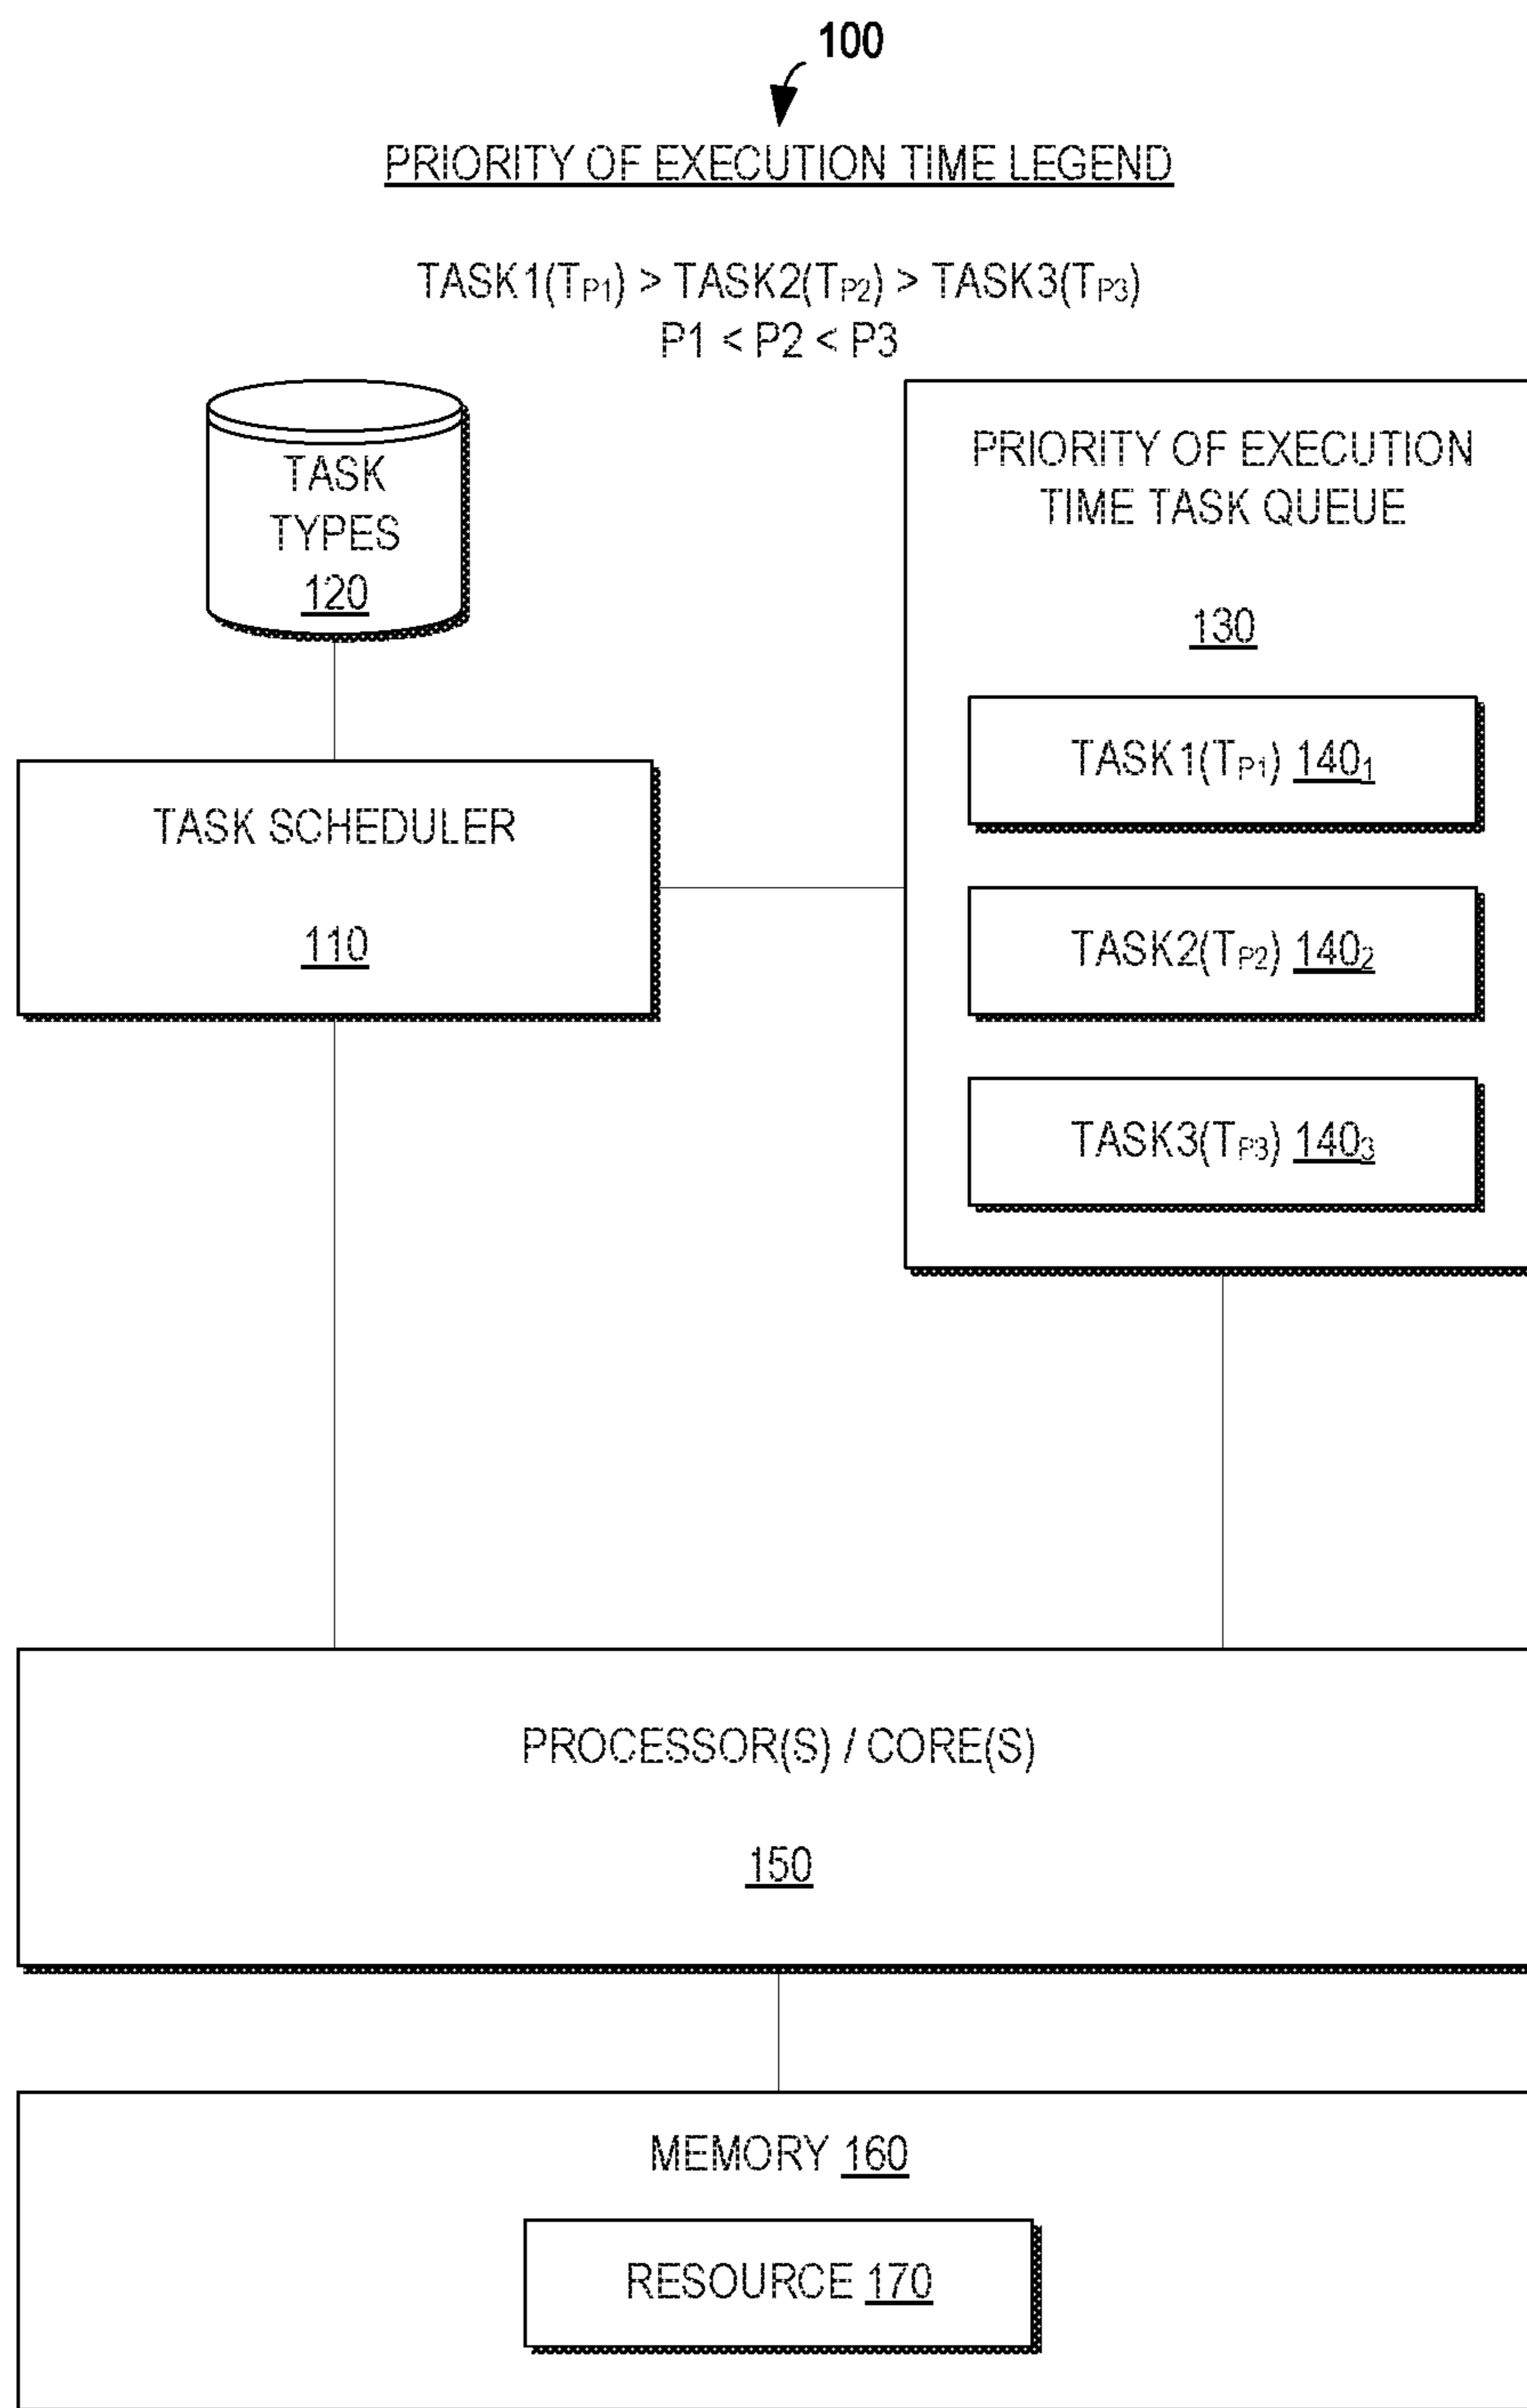 100
PRIORITY OF EXECUTION TIME LEGEND
TASK1(TP1) > TASK2(TP2) > TASK3(TP3)
P1 < P2 < P3
TASK
TYPES
120
PRIORITY OF EXECUTION
TIME TASK QUEUE
130
TASK1(TP1) 140₁
TASK SCHEDULER
110
TASK2(TP2) 140₂
TASK3(TP3) 140₃
PROCESSOR(S) / CORE(S)
150
MEMORY 160
RESOURCE 170